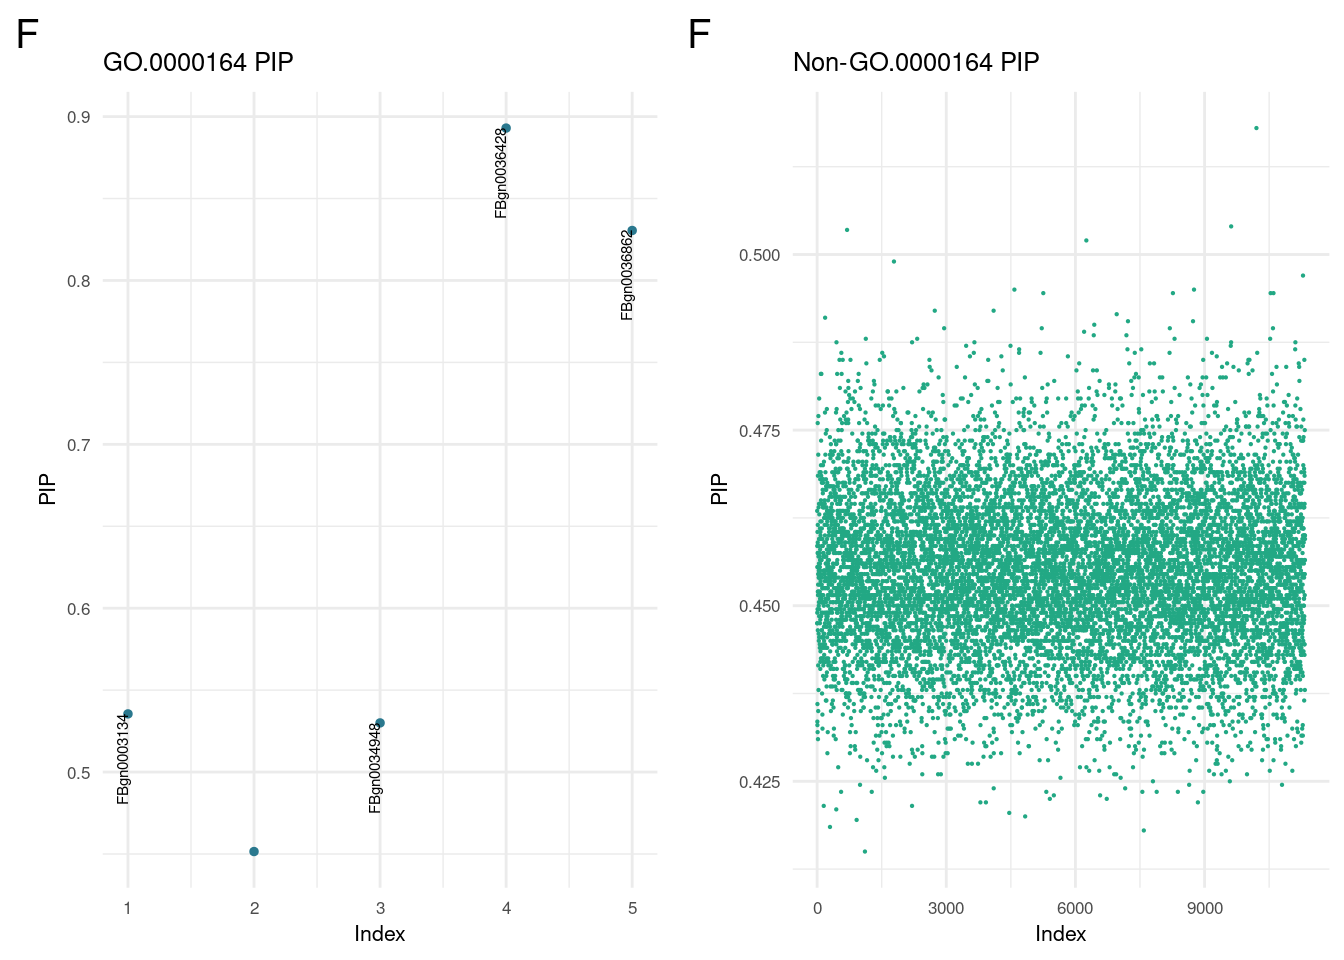 F
GO.0000164 PIP
PIP
0.9
0.8
0.7
0.6
0.5
FBgn0003134
FBgn0034948
FBgn0036428
FBgn0036862
1 2 3 4 5
Index
F
Non-GO.0000164 PIP
PIP
0.500
0.475
0.450
0.425
0 3000 6000 9000
Index